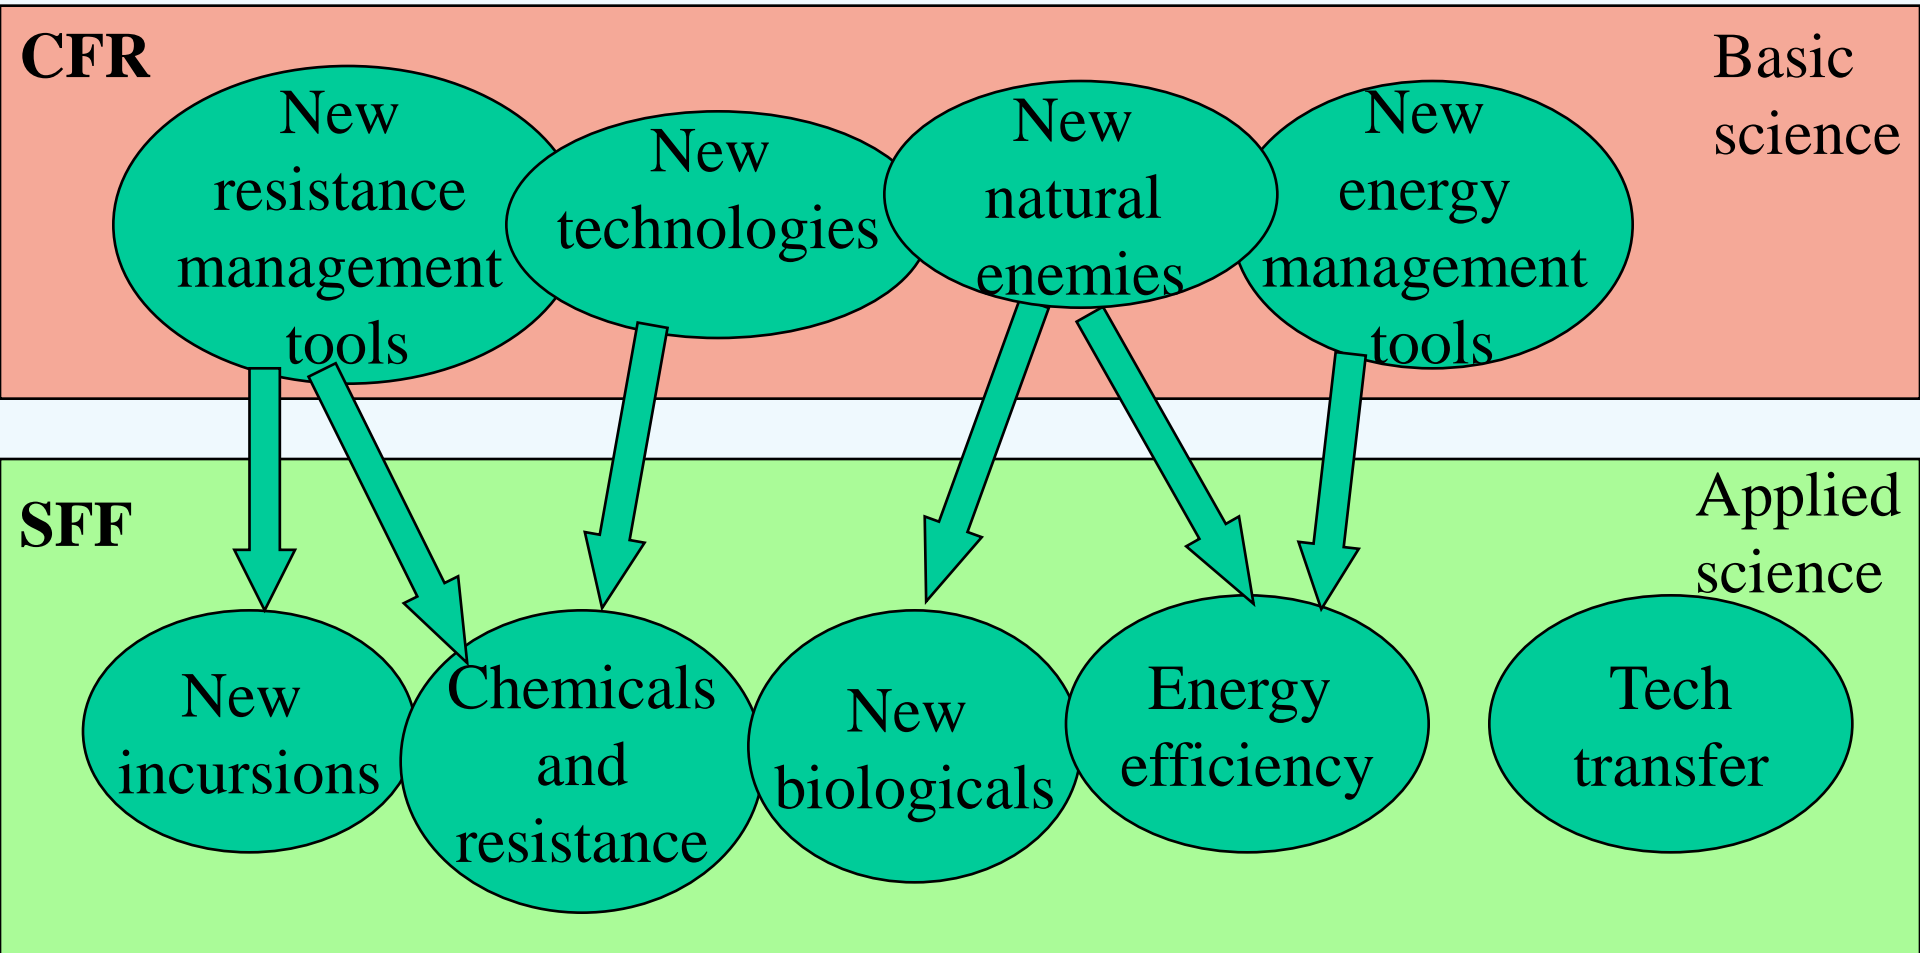 CFR
Basic
science
New
resistance
management
tools
New
technologies
New
natural
enemies
New
energy
management
tools
SFF
Applied
science
New
incursions
Chemicals
and
resistance
New
biologicals
Energy
efficiency
Tech
transfer